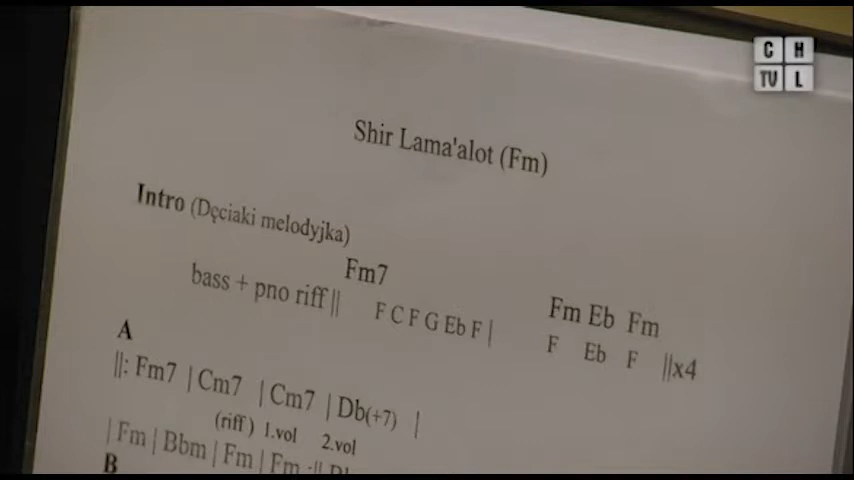 CH
TV L
Shir Lama'alot (Fm)
Intro (Dęciaki melodyjka)
Fm7 Fm Eb Fm
bass + pno riff || F C F G Eb F | F Eb F ||x4
A
||: Fm7 | Cm7 | Cm7 | Db(+7) |
(riff ) 1.vol 2.vol
| Fm | Bbm | Fm | Fm :||
B